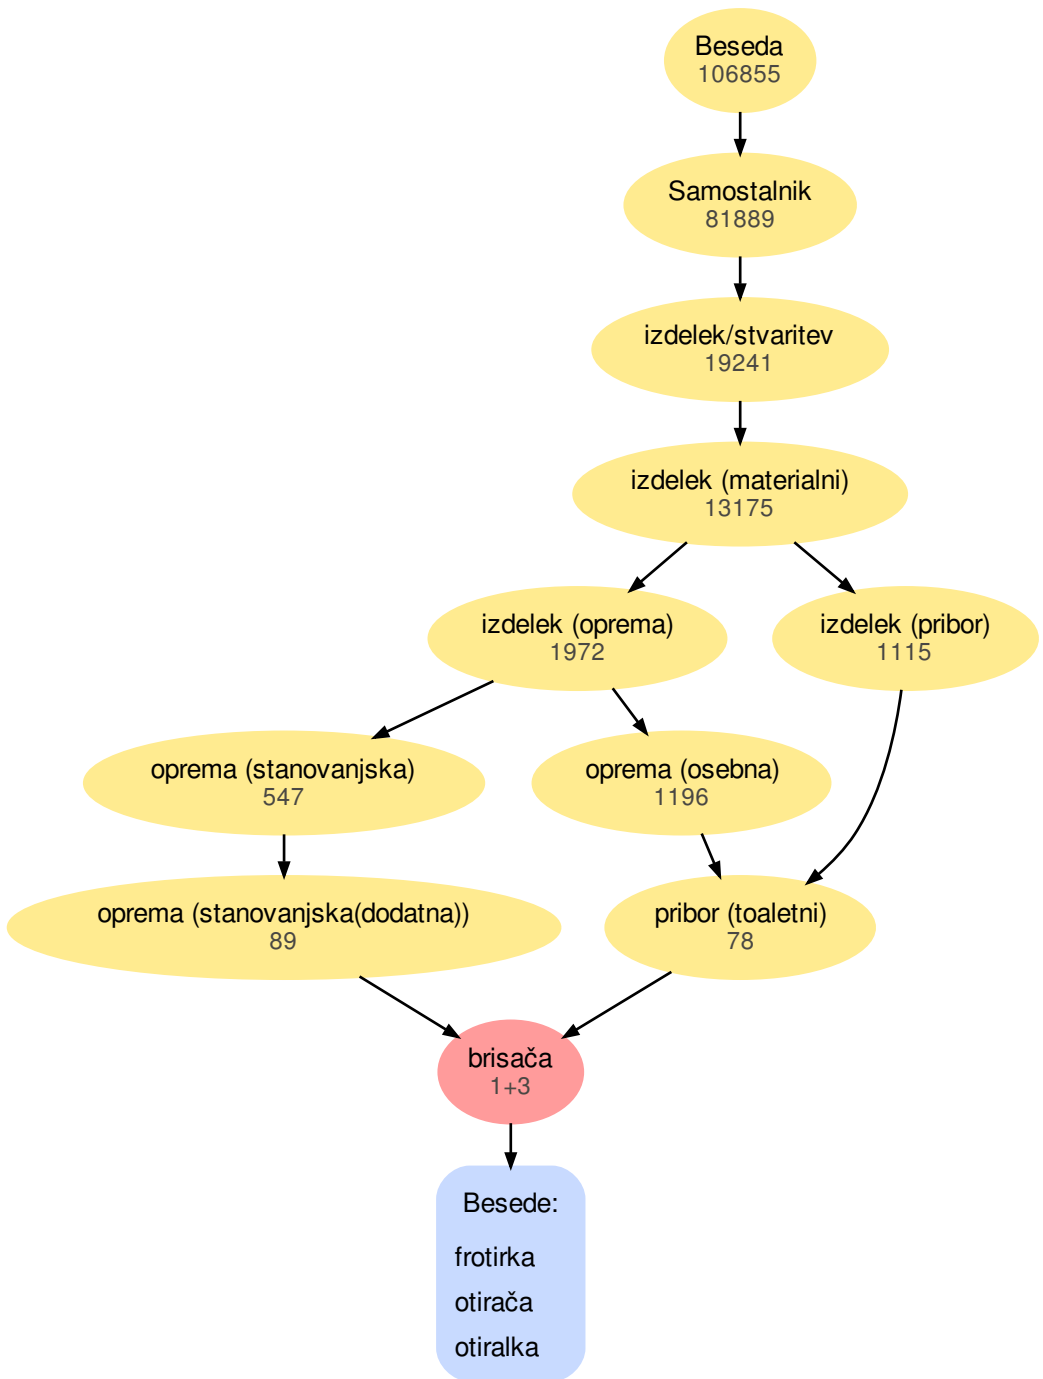 Beseda
106855
Samostalnik
81889
izdelek/stvaritev
19241
izdelek (materialni)
13175
izdelek (oprema)
1972
izdelek (pribor)
1115
oprema (stanovanjska)
547
oprema (osebna)
1196
oprema (stanovanjska(dodatna))
89
pribor (toaletni)
78
brisača
1+3
Besede:
frotirka
otirača
otiralka